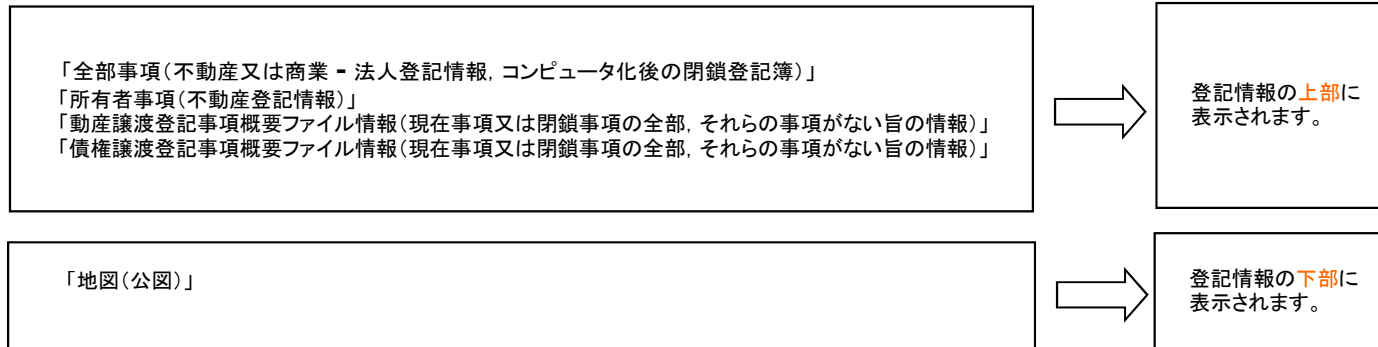 「全部事項(不動産又は商業 - 法人登記情報, コンピュータ化後の閉鎖登記簿)」
「所有者事項(不動産登記情報)」
「動産譲渡登記事項概要ファイル情報(現在事項又は閉鎖事項の全部, それらの事項がない旨の情報)」
「債権譲渡登記事項概要ファイル情報(現在事項又は閉鎖事項の全部, それらの事項がない旨の情報)」
登記情報の上部に
表示されます。
「地図(公図)」
登記情報の下部に
表示されます。